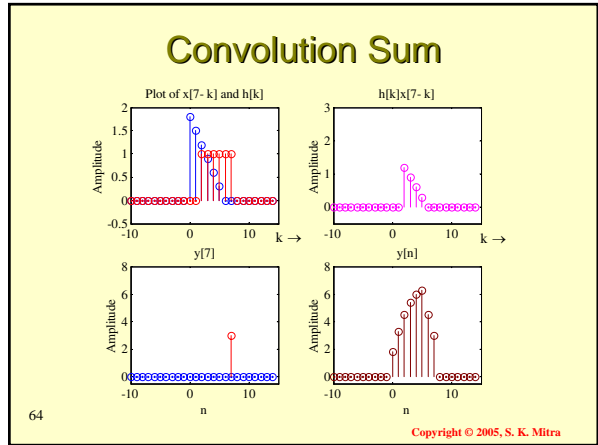 Convolution Sum
Plot of x[7- k] and h[k]
2
1.5
1
0.5
0
-0.5
Amplitude
-10
0
10
k →
h[k]x[7- k]
3
2
1
0
Amplitude
-10
0
10
k →
y[7]
8
6
4
2
0
Amplitude
-10
0
10
n
y[n]
8
6
4
2
0
Amplitude
-10
0
10
n
64
Copyright © 2005, S. K. Mitra